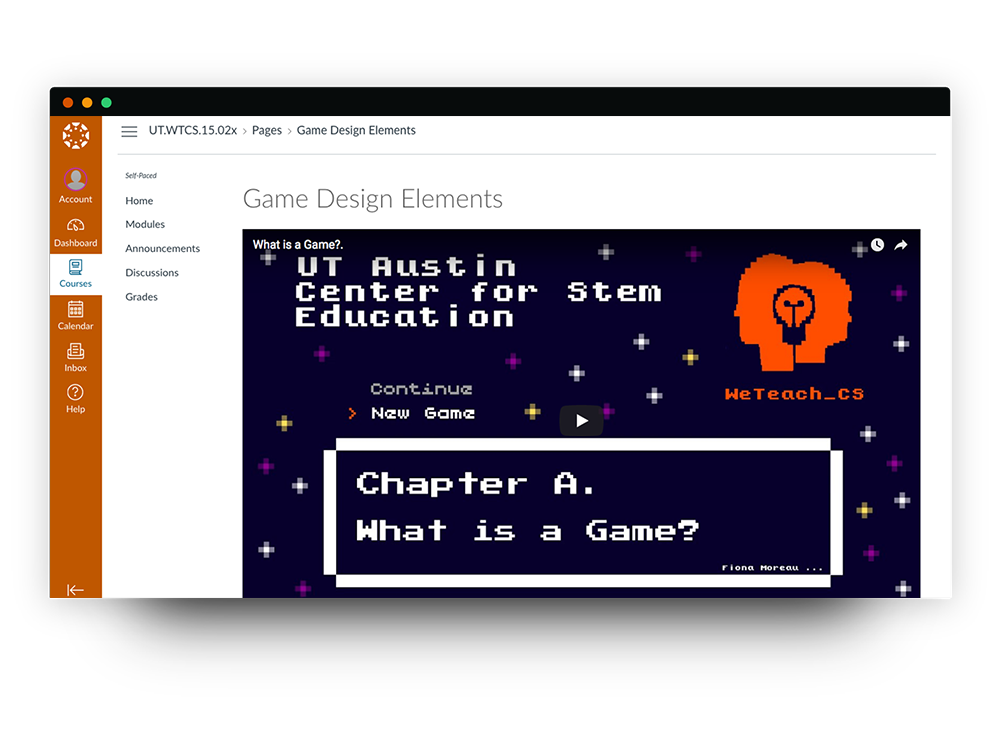 UT.WTCS.15.02x > Pages > Game Design Elements
Account
Dashboard
Courses
Calendar
Inbox
Help
Self-Paced
Home
Modules
Announcements
Discussions
Grades
Game Design Elements
What is a Game?.
UT Austin
Center for Stem
Education
WeTeach_CS
Continue
> New Game
Chapter A.
What is a Game?
Fiona Moreau ...